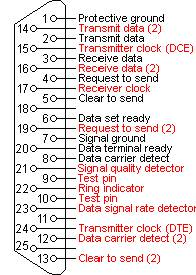 1 Protective ground
14 Transmit data (2)
2 Transmit data
15 Transmitter clock (DCE)
3 Receive data
16 Receive data (2)
4 Request to send
17 Receiver clock
5 Clear to send
18
6 Data set ready
19 Request to send (2)
7 Signal ground
20 Data terminal ready
8 Data carrier detect
21 Signal quality detector
9 Test pin
22 Ring indicator
10 Test pin
23 Data signal rate detector
11
24 Transmitter clock (DTE)
12 Data carrier detect (2)
25
13 Clear to send (2)